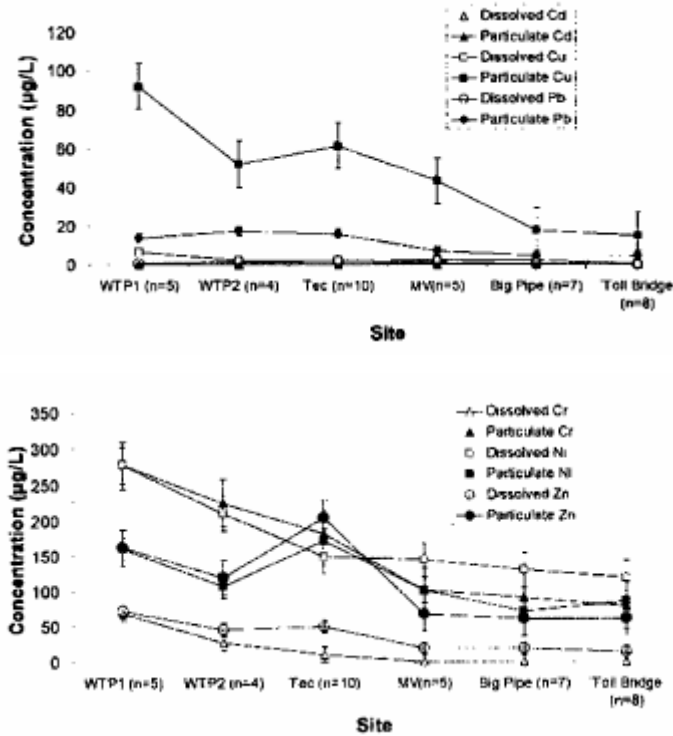 Dissolved Cd
Particulate Cd
Dissolved Cu
Particulate Cu
Dissolved Pb
Particulate Pb
Concentration (µg/L)
120
100
80
60
40
20
0
WTP1 (n=5) WTP2 (n=4) Tec (n=10) MV(n=5) Big Pipe (n=7) Toll Bridge
(n=8)
Site
Dissolved Cr
Particulate Cr
Dissolved Ni
Particulate Ni
Dissolved Zn
Particulate Zn
Concentration (µg/L)
350
300
250
200
150
100
50
0
WTP1 (n=5) WTP2 (n=4) Tec (n=10) MV(n=5) Big Pipe (n=7) Toll Bridge
(n=8)
Site